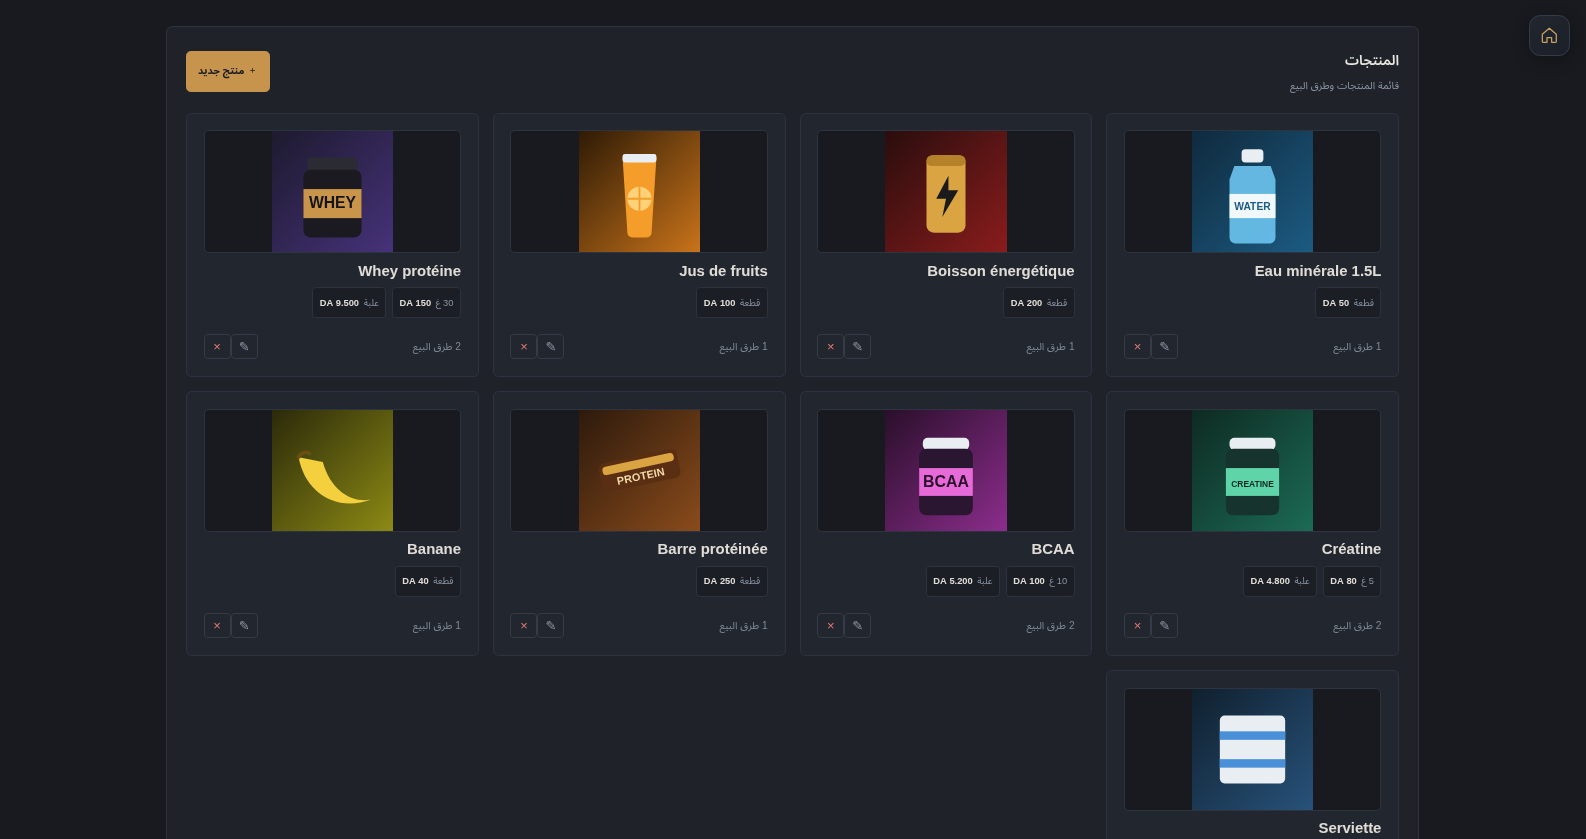 المنتجات
قائمة المنتجات وطرق البيع
+ منتج جديد
WATER
Eau minérale 1.5L
قطعة 50 DA
1 طرق البيع
Boisson énergétique
قطعة 200 DA
1 طرق البيع
Jus de fruits
قطعة 100 DA
1 طرق البيع
WHEY
Whey protéine
30 غ 150 DA
علبة 9.500 DA
2 طرق البيع
CREATINE
Créatine
5 غ 80 DA
علبة 4.800 DA
2 طرق البيع
BCAA
BCAA
10 غ 100 DA
علبة 5.200 DA
2 طرق البيع
PROTEIN
Barre protéinée
قطعة 250 DA
1 طرق البيع
Banane
قطعة 40 DA
1 طرق البيع
Serviette